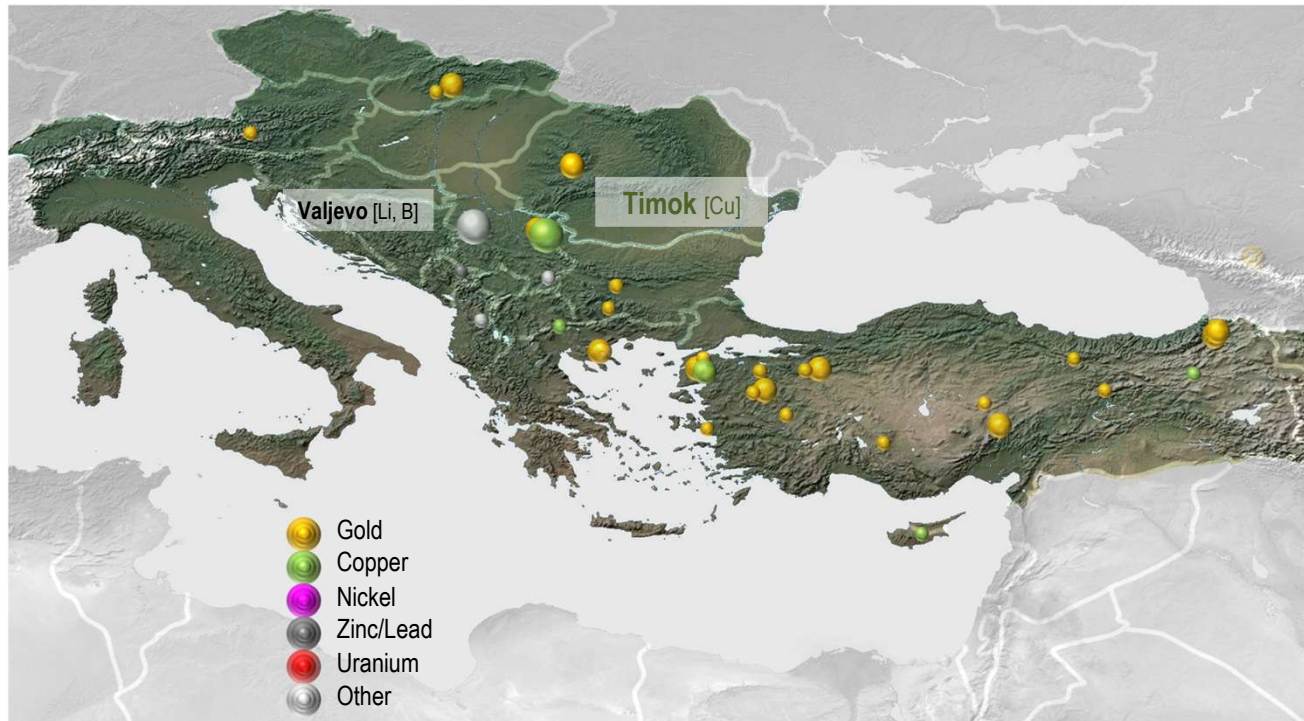 Valjevo [Li, B]
Timok [Cu]
Gold
Copper
Nickel
Zinc/Lead
Uranium
Other